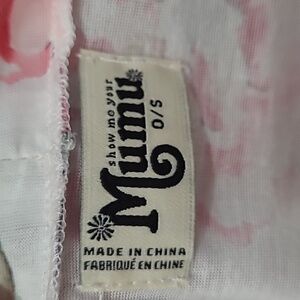 show me your
Mumu
O/S
MADE IN CHINA
FABRIQUÉ EN CHINE